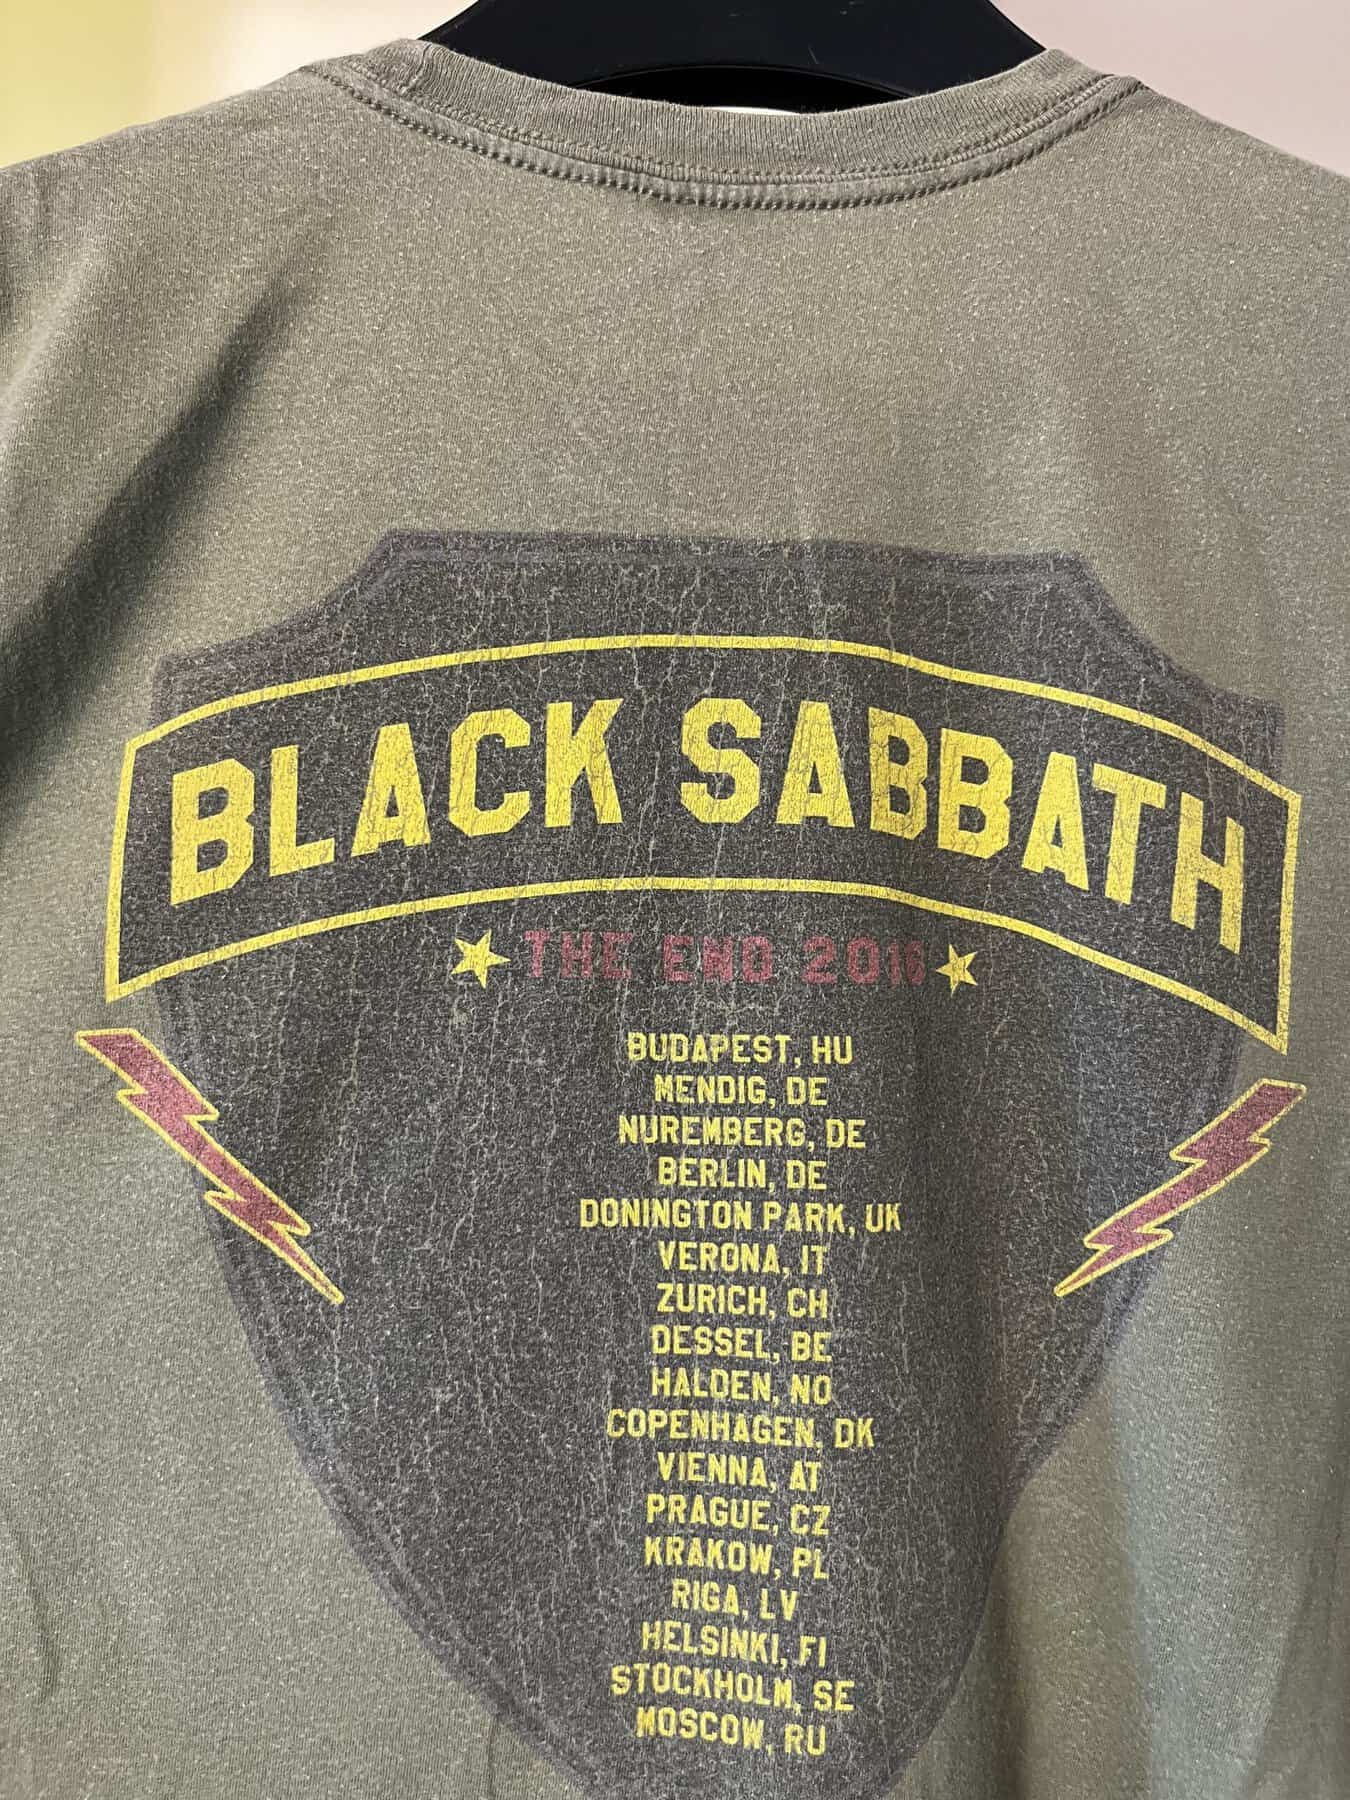 BLACK SABBATH
THE END 2016
BUDAPEST, HU
MENDIG, DE
NUREMBERG, DE
BERLIN, DE
DONINGTON PARK, UK
VERONA, IT
ZURICH, CH
DESSEL, BE
HALDEN, NO
COPENHAGEN, DK
VIENNA, AT
PRAGUE, CZ
KRAKOW, PL
RIGA, LV
HELSINKI, FI
STOCKHOLM, SE
MOSCOW, RU